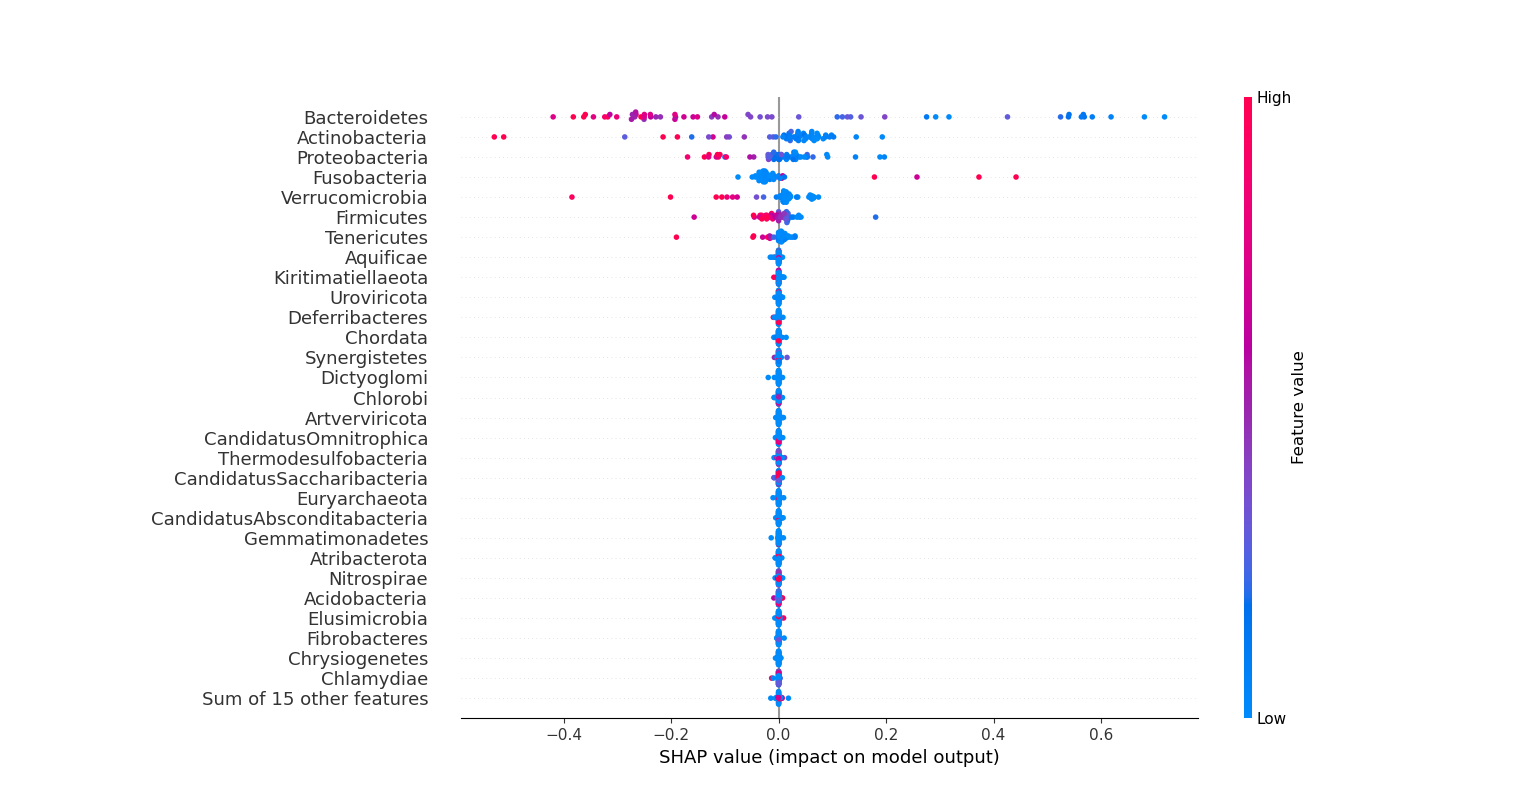 High
Bacteroidetes
Actinobacteria
Proteobacteria
Fusobacteria
Verrucomicrobia
Firmicutes
Tenericutes
Aquificae
Kiritimatiellaeota
Uroviricota
Deferribacteres
Chordata
Synergistetes
Dictyoglomi
Chlorobi
Artverviricota
CandidatusOmnitrophica
Thermodesulfobacteria
CandidatusSaccharibacteria
Euryarchaeota
CandidatusAbsconditabacteria
Gemmatimonadetes
Atribacterota
Nitrospirae
Acidobacteria
Elusimicrobia
Fibrobacteres
Chrysiogenetes
Chlamydiae
Sum of 15 other features
Feature value
Low
−0.4 −0.2 0.0 0.2 0.4 0.6
SHAP value (impact on model output)